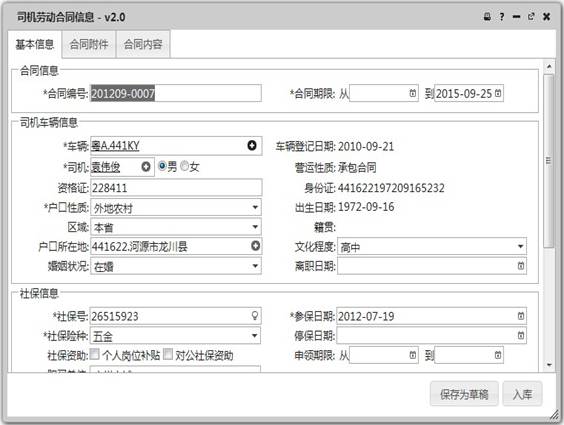 司机劳动合同信息 - v2.0
基本信息 合同附件 合同内容
合同信息
*合同编号: 201209-0007 *合同期限: 从 到 2015-09-25
司机车辆信息
*车辆: 粤A.441KY 车辆登记日期: 2010-09-21
*司机: 袁伟俊 男 女 营运性质: 承包合同
资格证: 228411 身份证: 441622197209165232
*户口性质: 外地农村 出生日期: 1972-09-16
区域: 本省 籍贯:
户口所在地: 441622.河源市龙川县 文化程度: 高中
婚姻状况: 在婚 离职日期:
社保信息
*社保号: 26515923 *参保日期: 2012-07-19
*社保险种: 五金 停保日期:
社保资助: 个人岗位补贴 对公社保资助 申领期限: 从 到
保存为草稿 入库